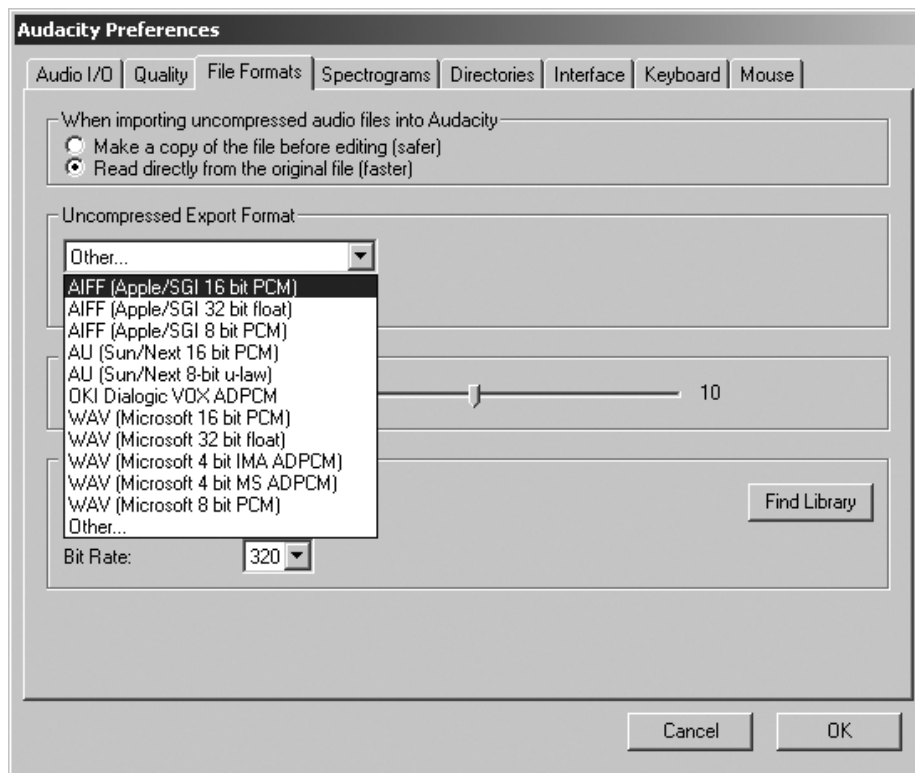 Audacity Preferences
Audio I/O Quality File Formats Spectrograms Directories Interface Keyboard Mouse
When importing uncompressed audio files into Audacity
Make a copy of the file before editing (safer)
Read directly from the original file (faster)
Uncompressed Export Format
Other...
AIFF (Apple/SGI 16 bit PCM)
AIFF (Apple/SGI 32 bit float)
AIFF (Apple/SGI 8 bit PCM)
AU (Sun/Next 16 bit PCM)
AU (Sun/Next 8-bit u-law)
OKI Dialogic VOX ADPCM
10
WAV (Microsoft 16 bit PCM)
WAV (Microsoft 32 bit float)
WAV (Microsoft 4 bit IMA ADPCM)
WAV (Microsoft 4 bit MS ADPCM)
WAV (Microsoft 8 bit PCM)
Find Library
Other...
Bit Rate: 320
Cancel OK